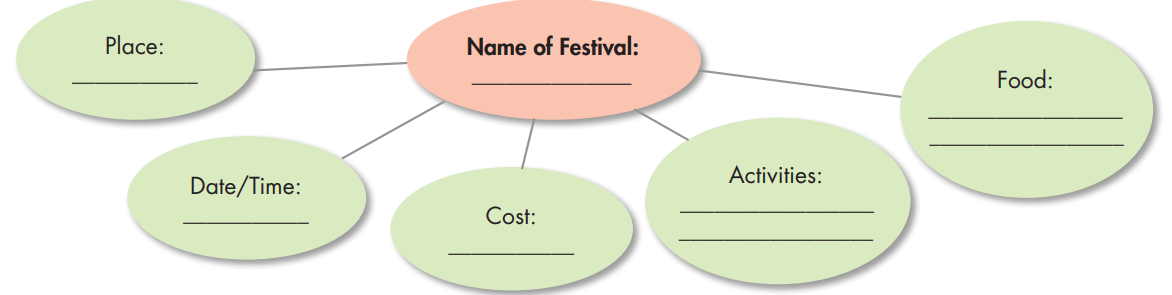 Place:
Name of Festival:
Food:
Date/Time:
Cost:
Activities: